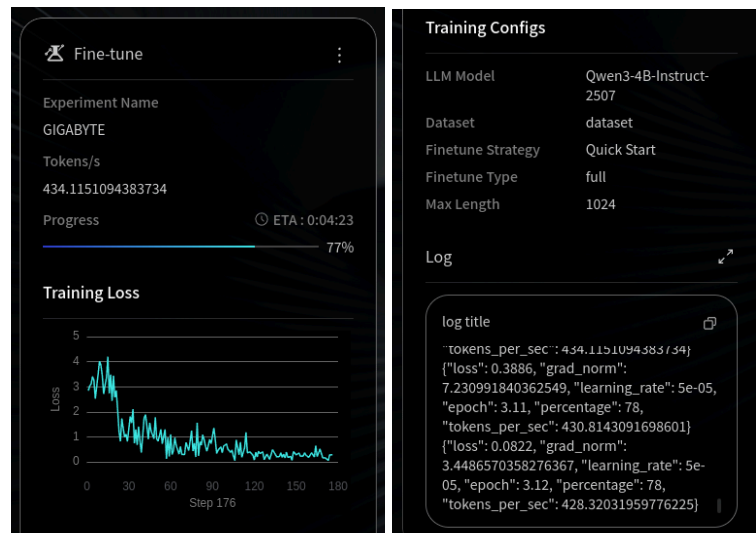 Fine-tune
Experiment Name
GIGABYTE
Tokens/s
434.1151094383734
Progress
ETA : 0:04:23
77%
Training Loss
5
4
3
2
1
0
Loss
0 30 60 90 120 150 180
Step 176
Training Configs
LLM Model Qwen3-4B-Instruct-
2507
Dataset dataset
Finetune Strategy Quick Start
Finetune Type full
Max Length 1024
Log
log title
"tokens_per_sec": 434.1151094383734}
{"loss": 0.3886, "grad_norm":
7.230991840362549, "learning_rate": 5e-05,
"epoch": 3.11, "percentage": 78,
"tokens_per_sec": 430.8143091698601}
{"loss": 0.0822, "grad_norm":
3.4486570358276367, "learning_rate": 5e-
05, "epoch": 3.12, "percentage": 78,
"tokens_per_sec": 428.32031959776225}